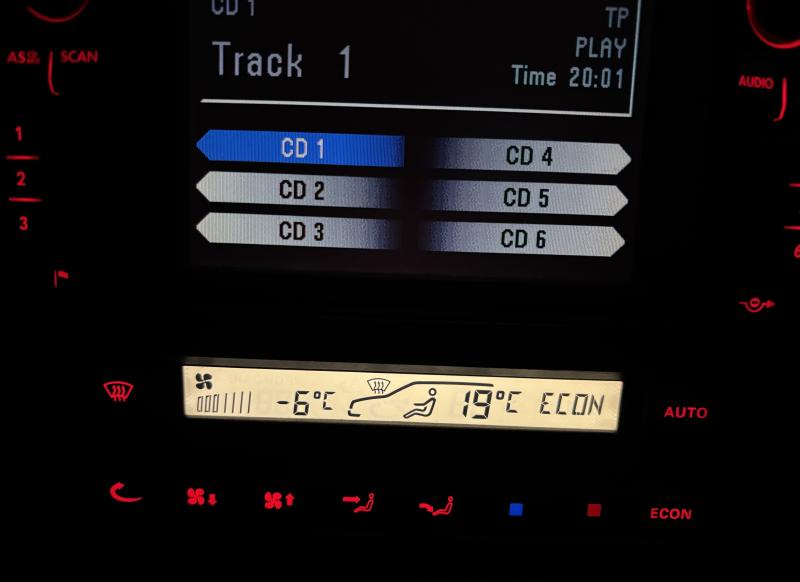 CD 1
TP
AS
SCAN
Track 1
PLAY
Time 20:01
AUDIO
1
2
3
CD 1
CD 2
CD 3
CD 4
CD 5
CD 6
6
-6°C
19°C ECON
AUTO
ECON